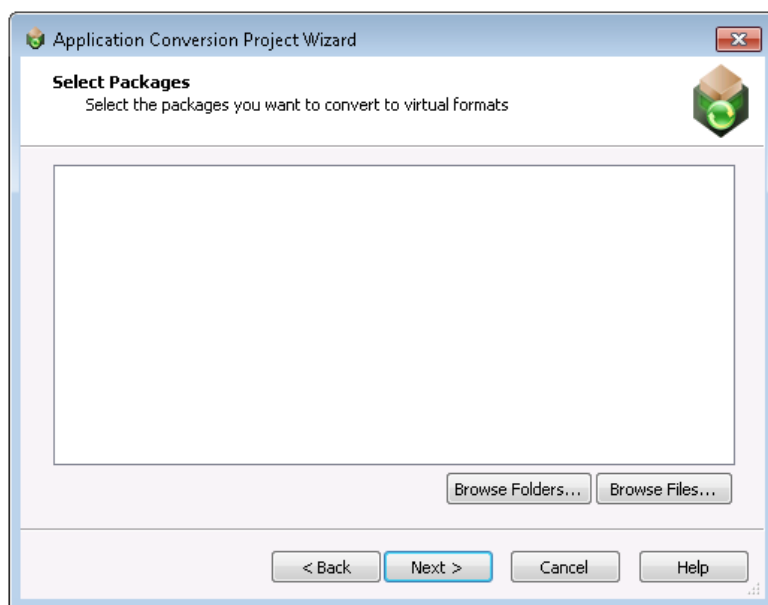 Application Conversion Project Wizard
Select Packages
Select the packages you want to convert to virtual formats
Browse Folders... Browse Files...
< Back Next > Cancel Help